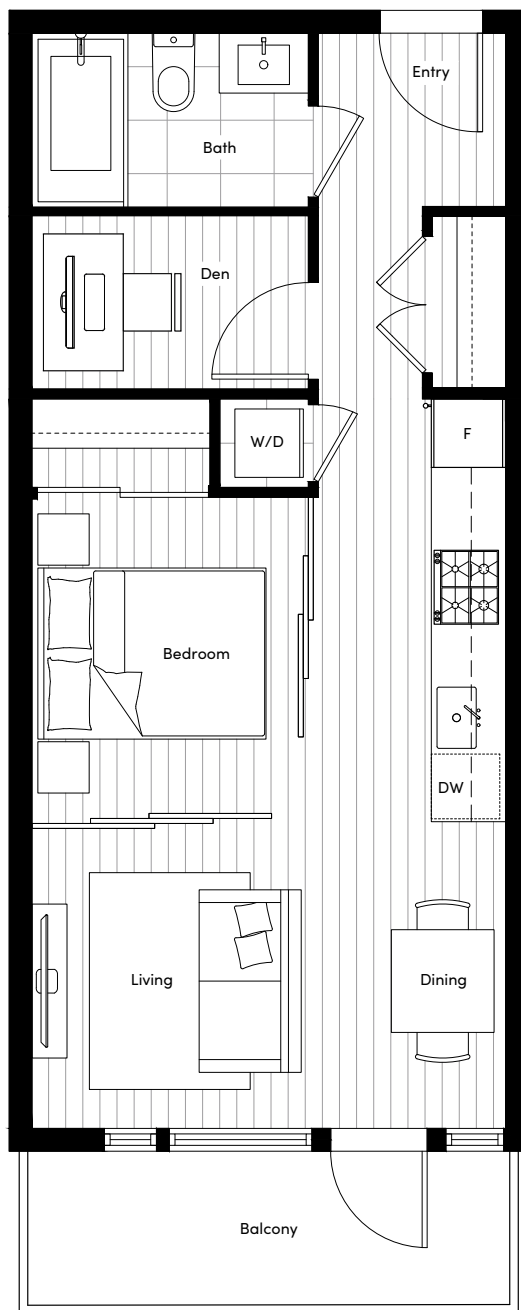 Entry
Bath
Den
W/D
F
Bedroom
DW
Living
Dining
Balcony